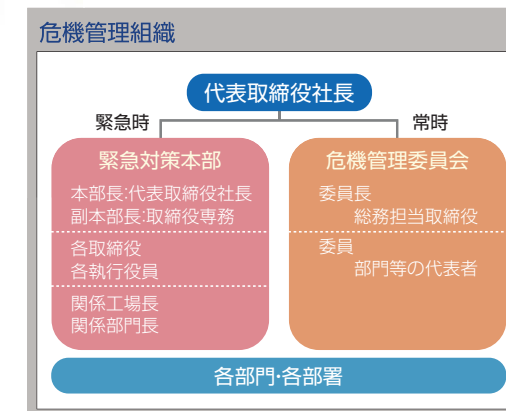 危機管理組織
代表取締役社長
緊急時
常時
緊急対策本部
本部長:代表取締役社長
副本部長:取締役専務
各取締役
各執行役員
関係工場長
関係部門長
危機管理委員会
委員長
総務担当取締役
委員
部門等の代表者
各部門・各部署